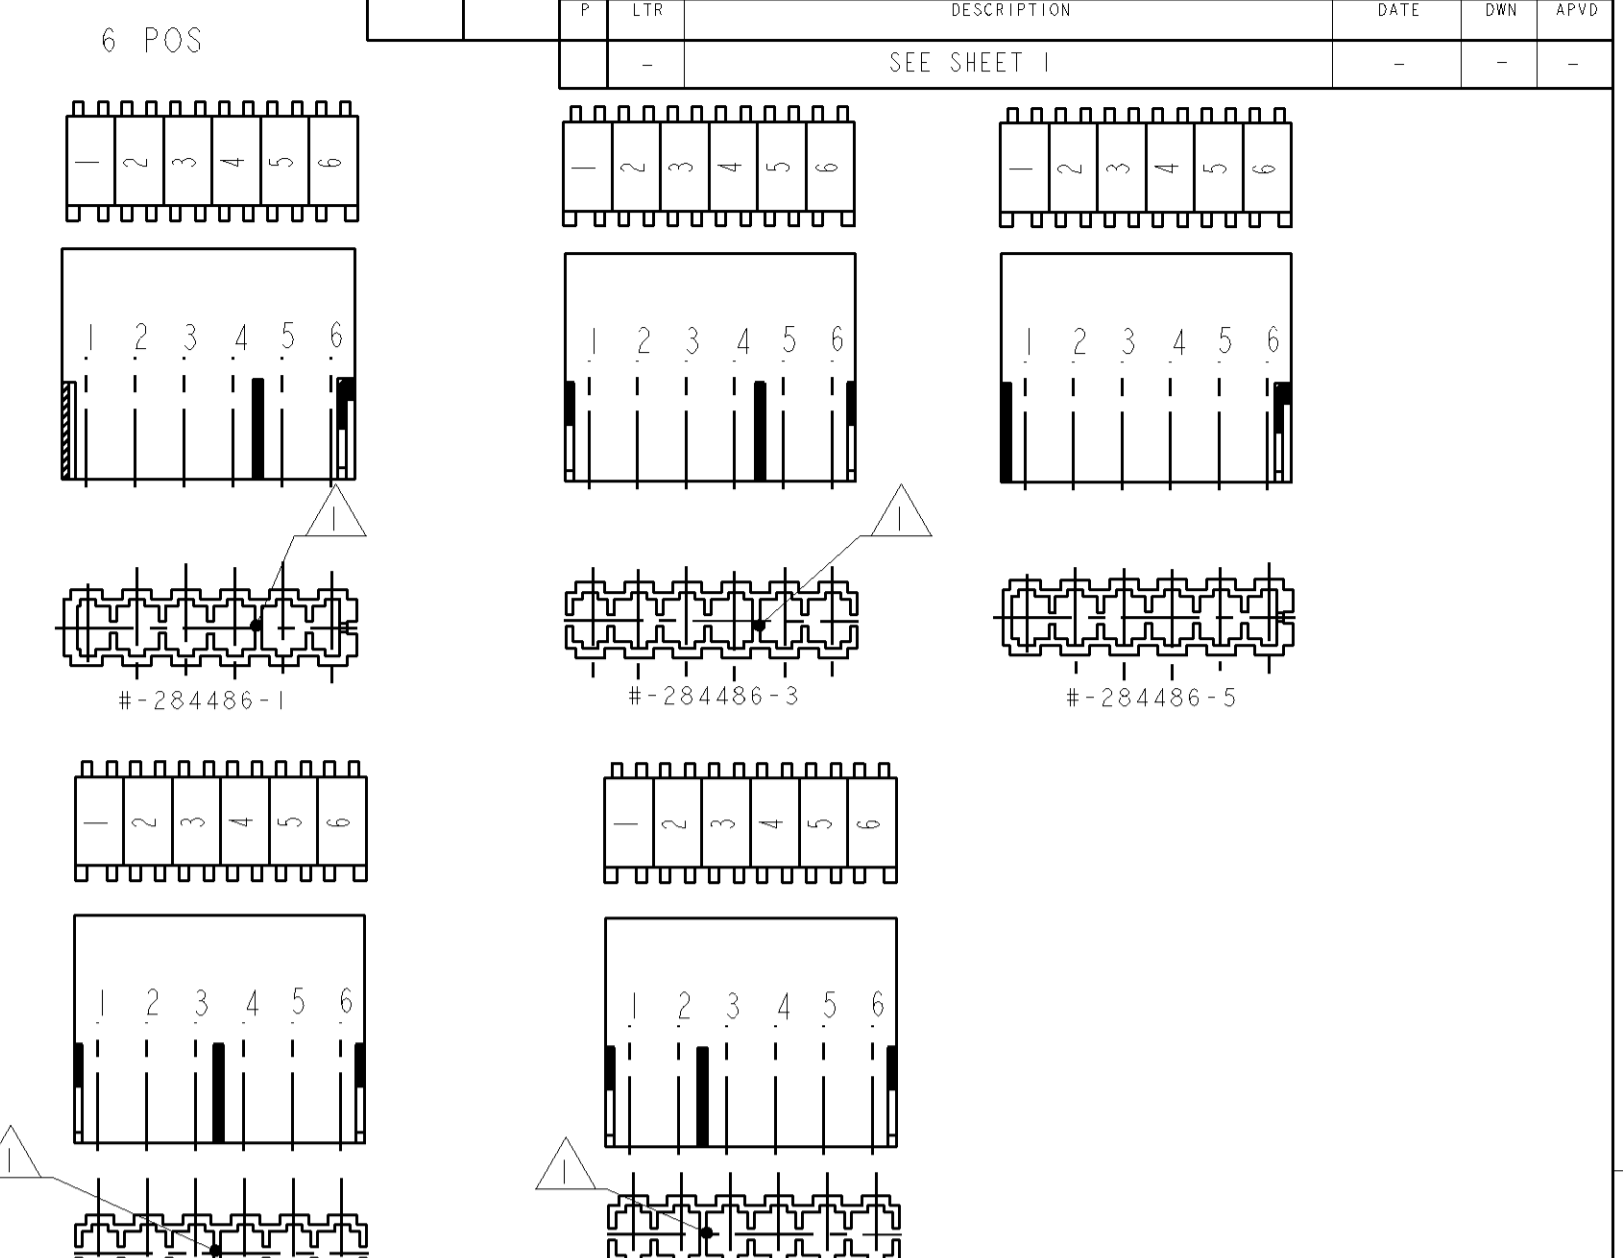 P LTR DESCRIPTION DATE DWN APVD
6 POS
- SEE SHEET 1 - - -
1 2 3 4 5 6
1 2 3 4 5 6
1 2 3 4 5 6
1 2 3 4 5 6
1 2 3 4 5 6
1 2 3 4 5 6
1
1
#-284486-1
#-284486-3
#-284486-5
1 2 3 4 5 6
1 2 3 4 5 6
1 2 3 4 5 6
1 2 3 4 5 6
1
1